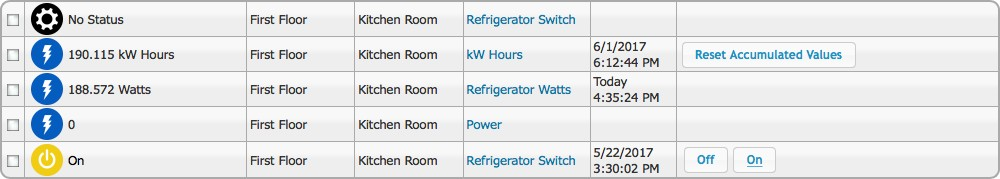 No Status First Floor Kitchen Room Refrigerator Switch
190.115 kW Hours First Floor Kitchen Room kW Hours 6/1/2017 6:12:44 PM Reset Accumulated Values
188.572 Watts First Floor Kitchen Room Refrigerator Watts Today 4:35:24 PM
0 First Floor Kitchen Room Power
On First Floor Kitchen Room Refrigerator Switch 5/22/2017 3:30:02 PM Off On